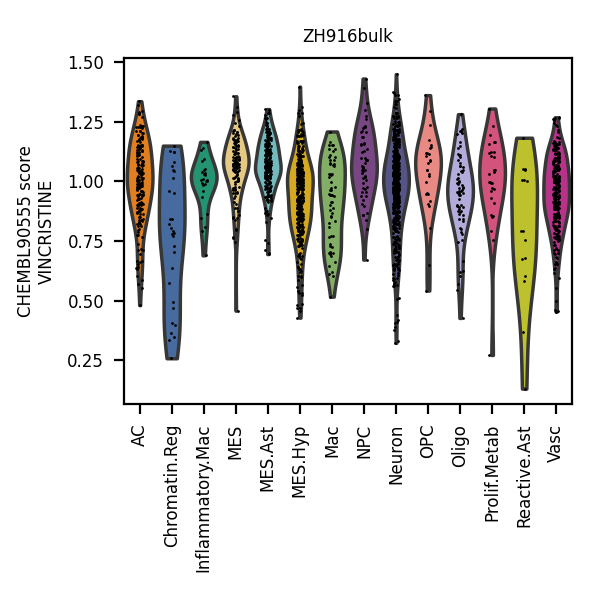 ZH916bulk
CHEMBL90555 score
VINCRISTINE
1.50
1.25
1.00
0.75
0.50
0.25
AC
Chromatin.Reg
Inflammatory.Mac
MES
MES.Ast
MES.Hyp
Mac
NPC
Neuron
OPC
Oligo
Prolif.Metab
Reactive.Ast
Vasc